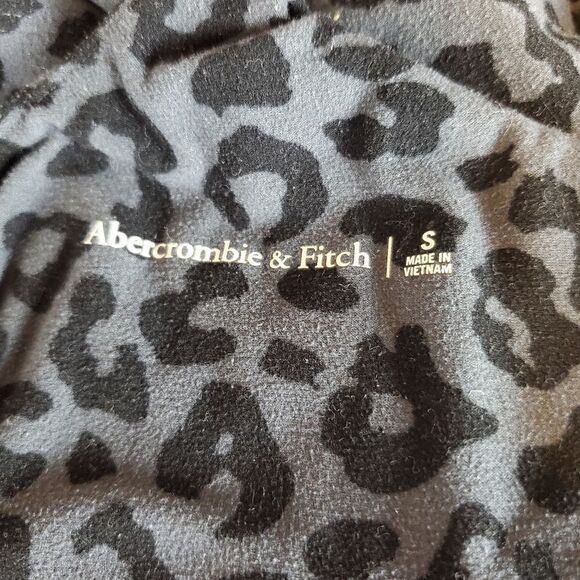 Abercrombie & Fitch | S
MADE IN
VIETNAM